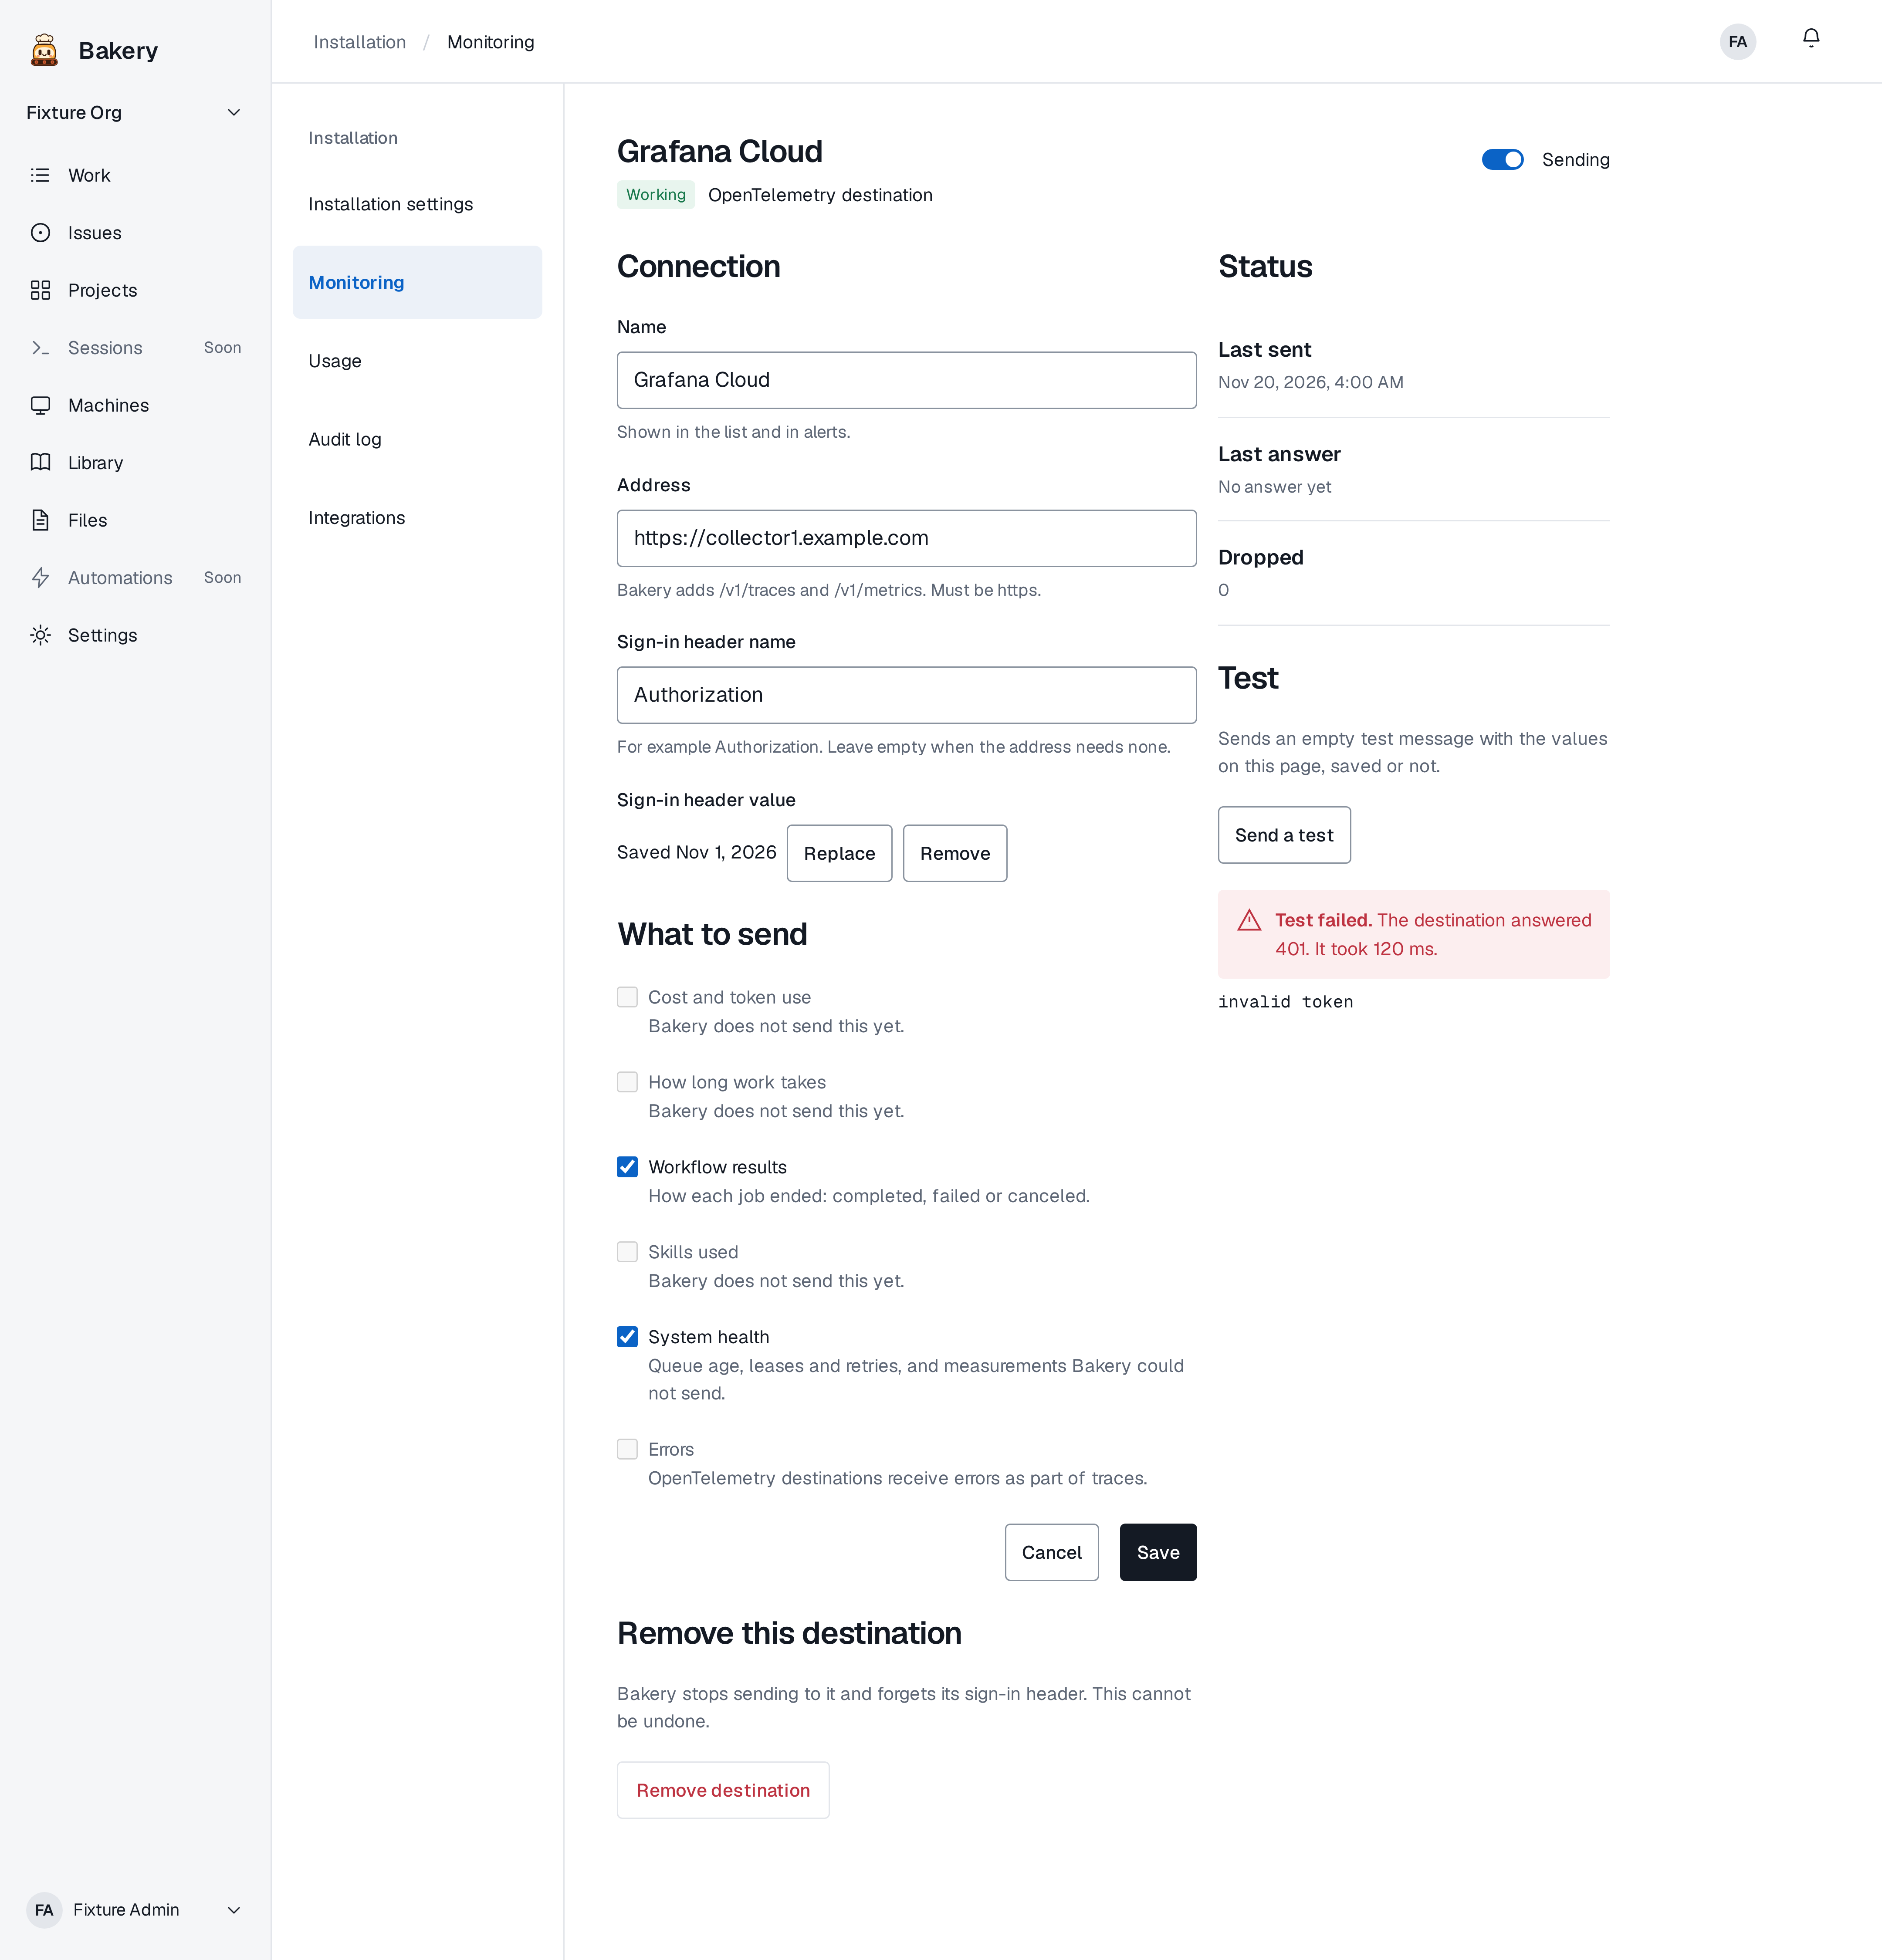 Bakery
Fixture Org
Work
Issues
Projects
Sessions Soon
Machines
Library
Files
Automations Soon
Settings
FA Fixture Admin
Installation / Monitoring
FA
Installation
Installation settings
Monitoring
Usage
Audit log
Integrations
Grafana Cloud
Working OpenTelemetry destination
Sending
Connection
Name
Grafana Cloud
Shown in the list and in alerts.
Address
https://collector1.example.com
Bakery adds /v1/traces and /v1/metrics. Must be https.
Sign-in header name
Authorization
For example Authorization. Leave empty when the address needs none.
Sign-in header value
Saved Nov 1, 2026 Replace Remove
What to send
Cost and token use
Bakery does not send this yet.
How long work takes
Bakery does not send this yet.
Workflow results
How each job ended: completed, failed or canceled.
Skills used
Bakery does not send this yet.
System health
Queue age, leases and retries, and measurements Bakery could
not send.
Errors
OpenTelemetry destinations receive errors as part of traces.
Cancel Save
Remove this destination
Bakery stops sending to it and forgets its sign-in header. This cannot
be undone.
Remove destination
Status
Last sent
Nov 20, 2026, 4:00 AM
Last answer
No answer yet
Dropped
0
Test
Sends an empty test message with the values
on this page, saved or not.
Send a test
Test failed. The destination answered
401. It took 120 ms.
invalid token